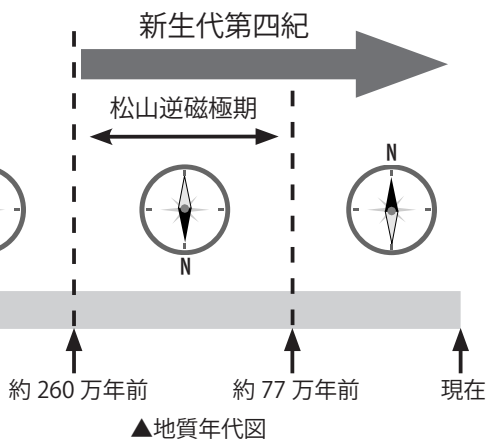 新生代第四紀
松山逆磁極期
N
N
約 260 万年前
約 77 万年前
現在
▲地質年代図